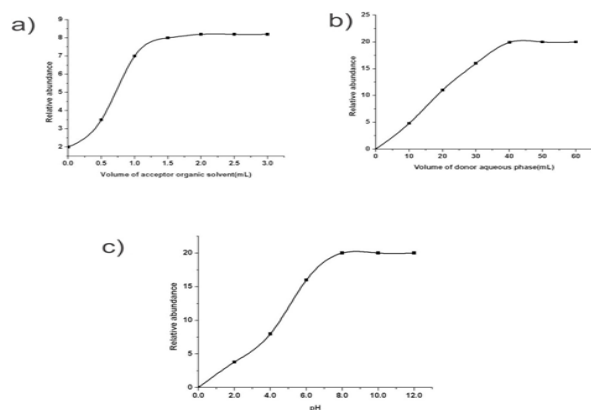 a)
9
8
7
6
5
4
3
2
Relative abundance
0.0 0.5 1.0 1.5 2.0 2.5 3.0
Volume of acceptor organic solvent(mL)
b)
25
20
15
10
5
0
Relative abundance
0 10 20 30 40 50 60
Volume of donor aqueous phase(mL)
c)
20
15
10
5
0
Relative abundance
0.0 2.0 4.0 6.0 8.0 10.0 12.0
pH